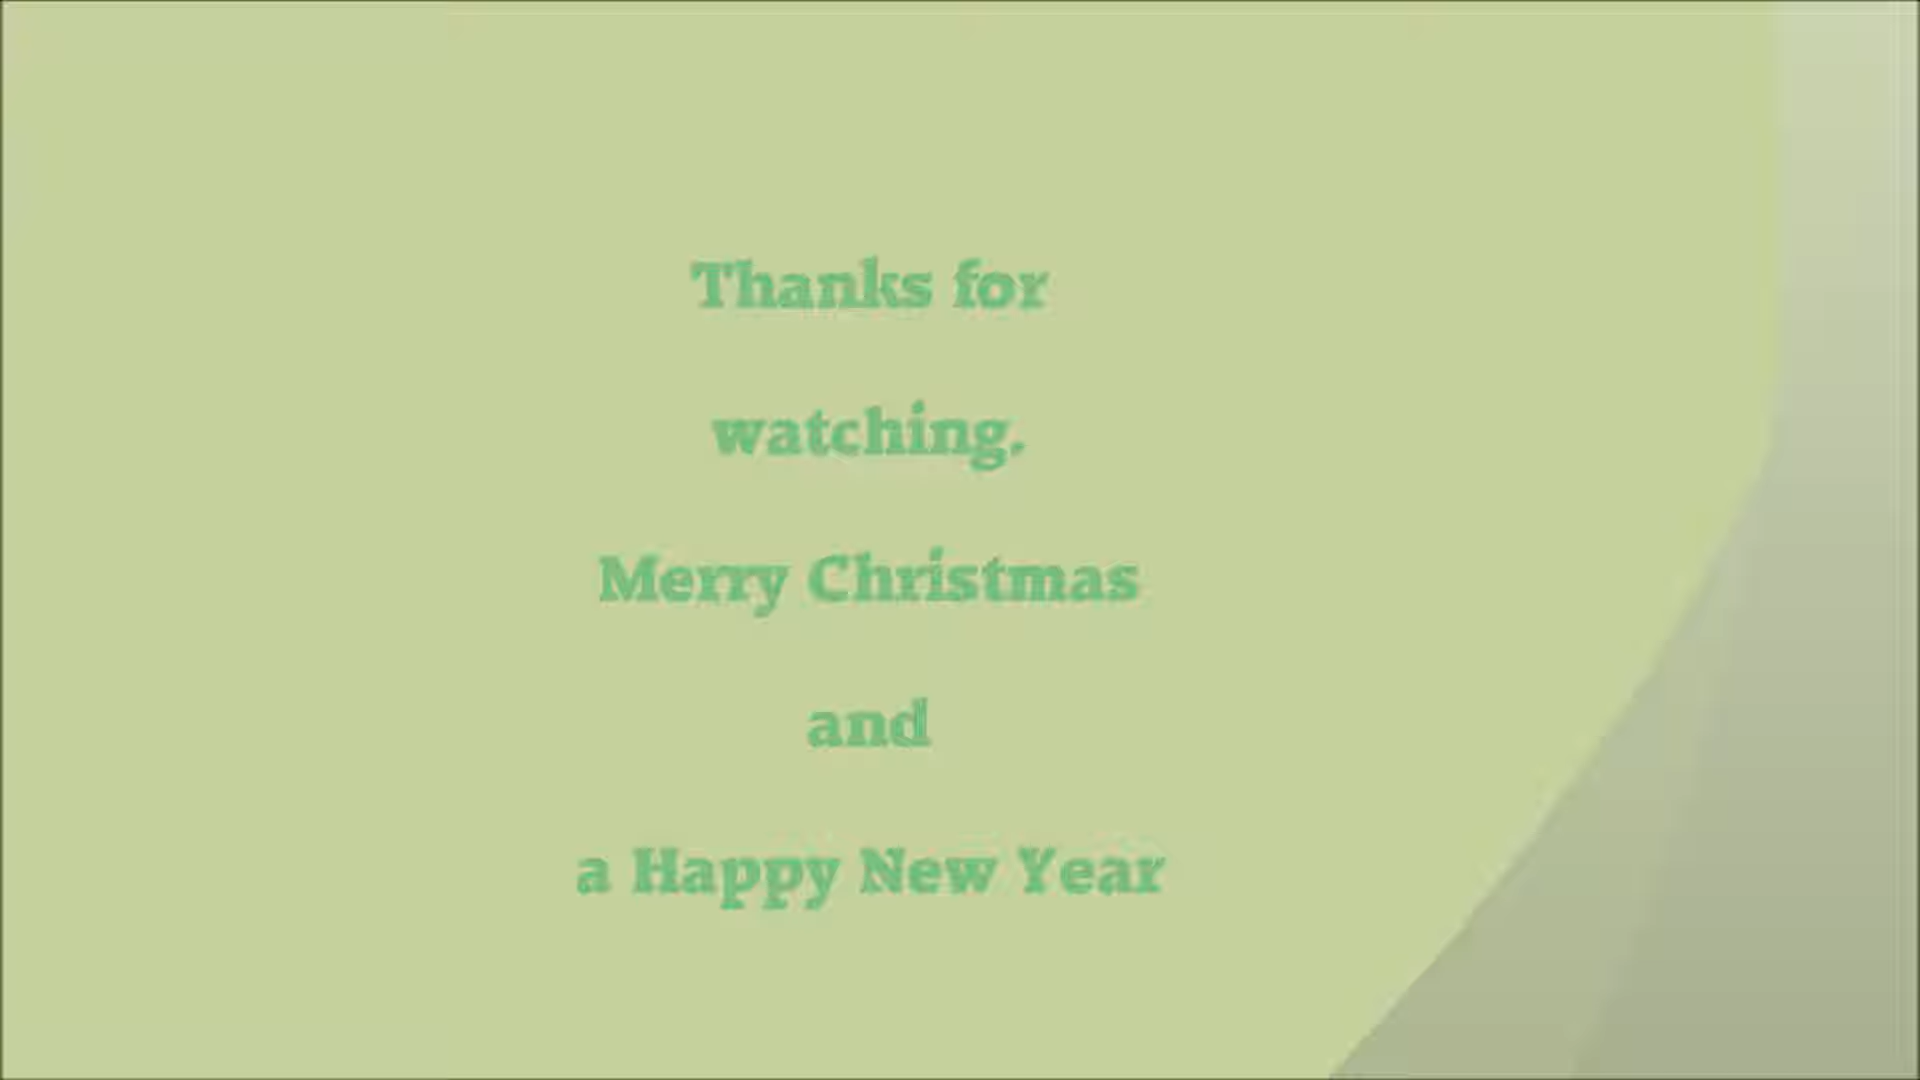 Thanks for
watching.
Merry Christmas
and
a Happy New Year